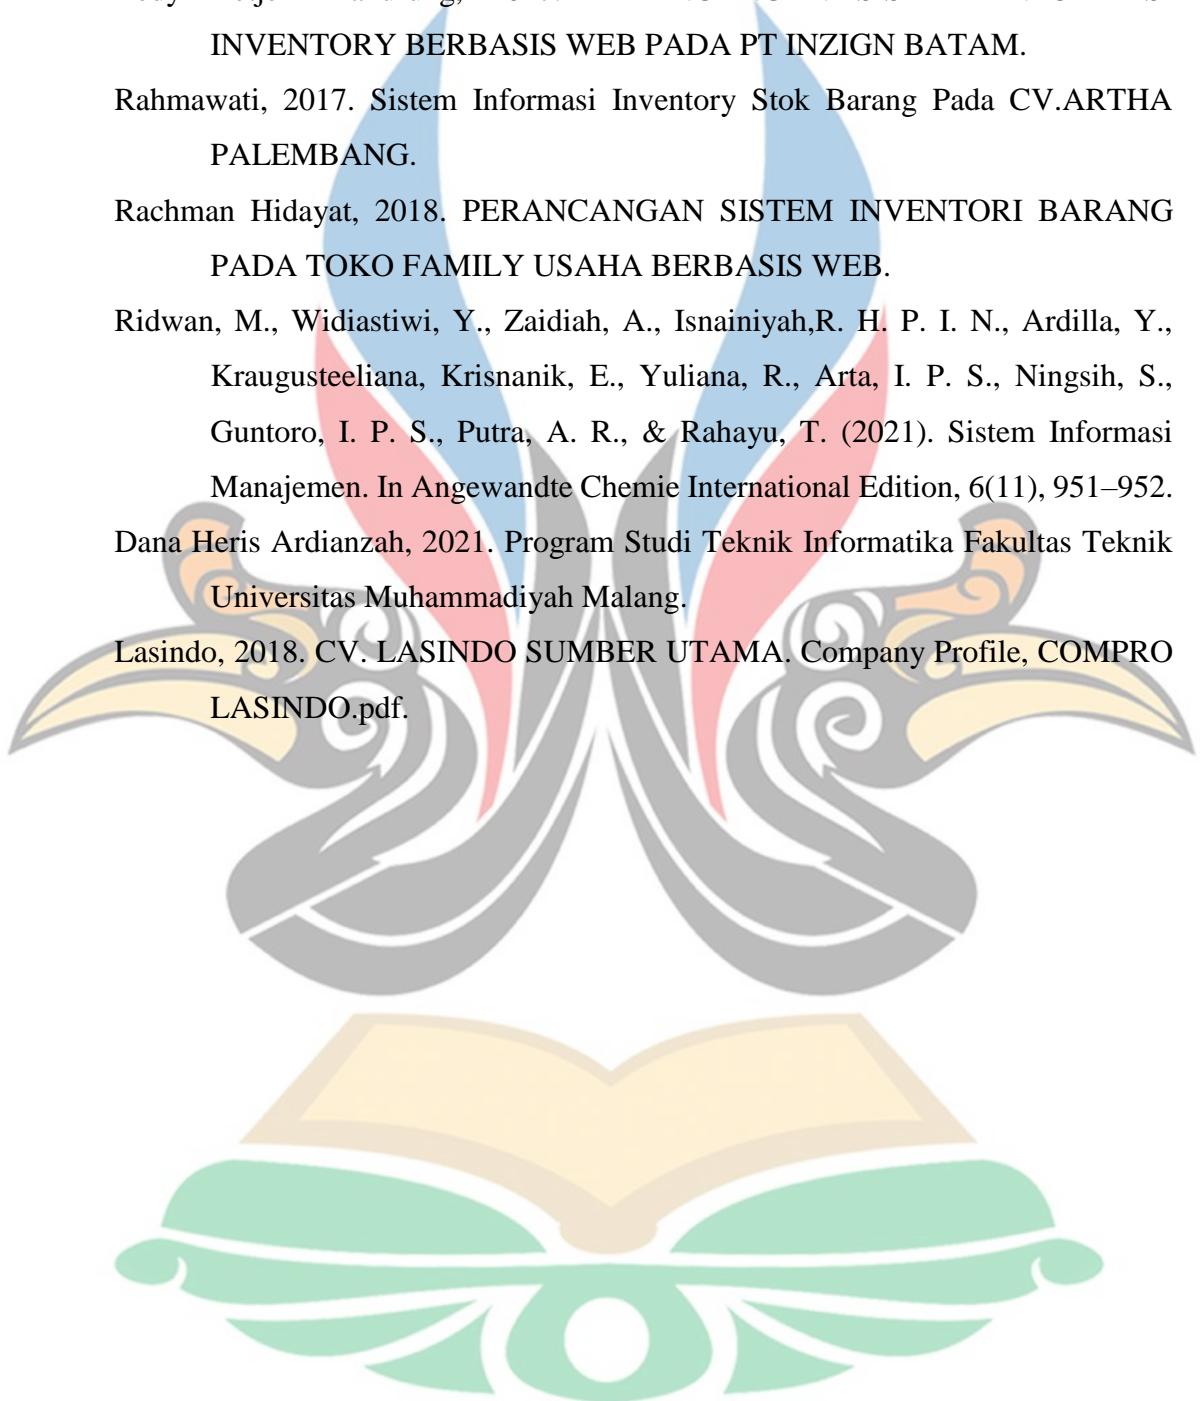 INVENTORY BERBASIS WEB PADA PT INZIGN BATAM.
Rahmawati, 2017. Sistem Informasi Inventory Stok Barang Pada CV.ARTHA
PALEMBANG.
Rachman Hidayat, 2018. PERANCANGAN SISTEM INVENTORI BARANG
PADA TOKO FAMILY USAHA BERBASIS WEB.
Ridwan, M., Widiastiwi, Y., Zaidiah, A., Isnainiyah,R. H. P. I. N., Ardilla, Y.,
Kraugusteeliana, Krisnanik, E., Yuliana, R., Arta, I. P. S., Ningsih, S.,
Guntoro, I. P. S., Putra, A. R., & Rahayu, T. (2021). Sistem Informasi
Manajemen. In Angewandte Chemie International Edition, 6(11), 951–952.
Dana Heris Ardianzah, 2021. Program Studi Teknik Informatika Fakultas Teknik
Universitas Muhammadiyah Malang.
Lasindo, 2018. CV. LASINDO SUMBER UTAMA. Company Profile, COMPRO
LASINDO.pdf.